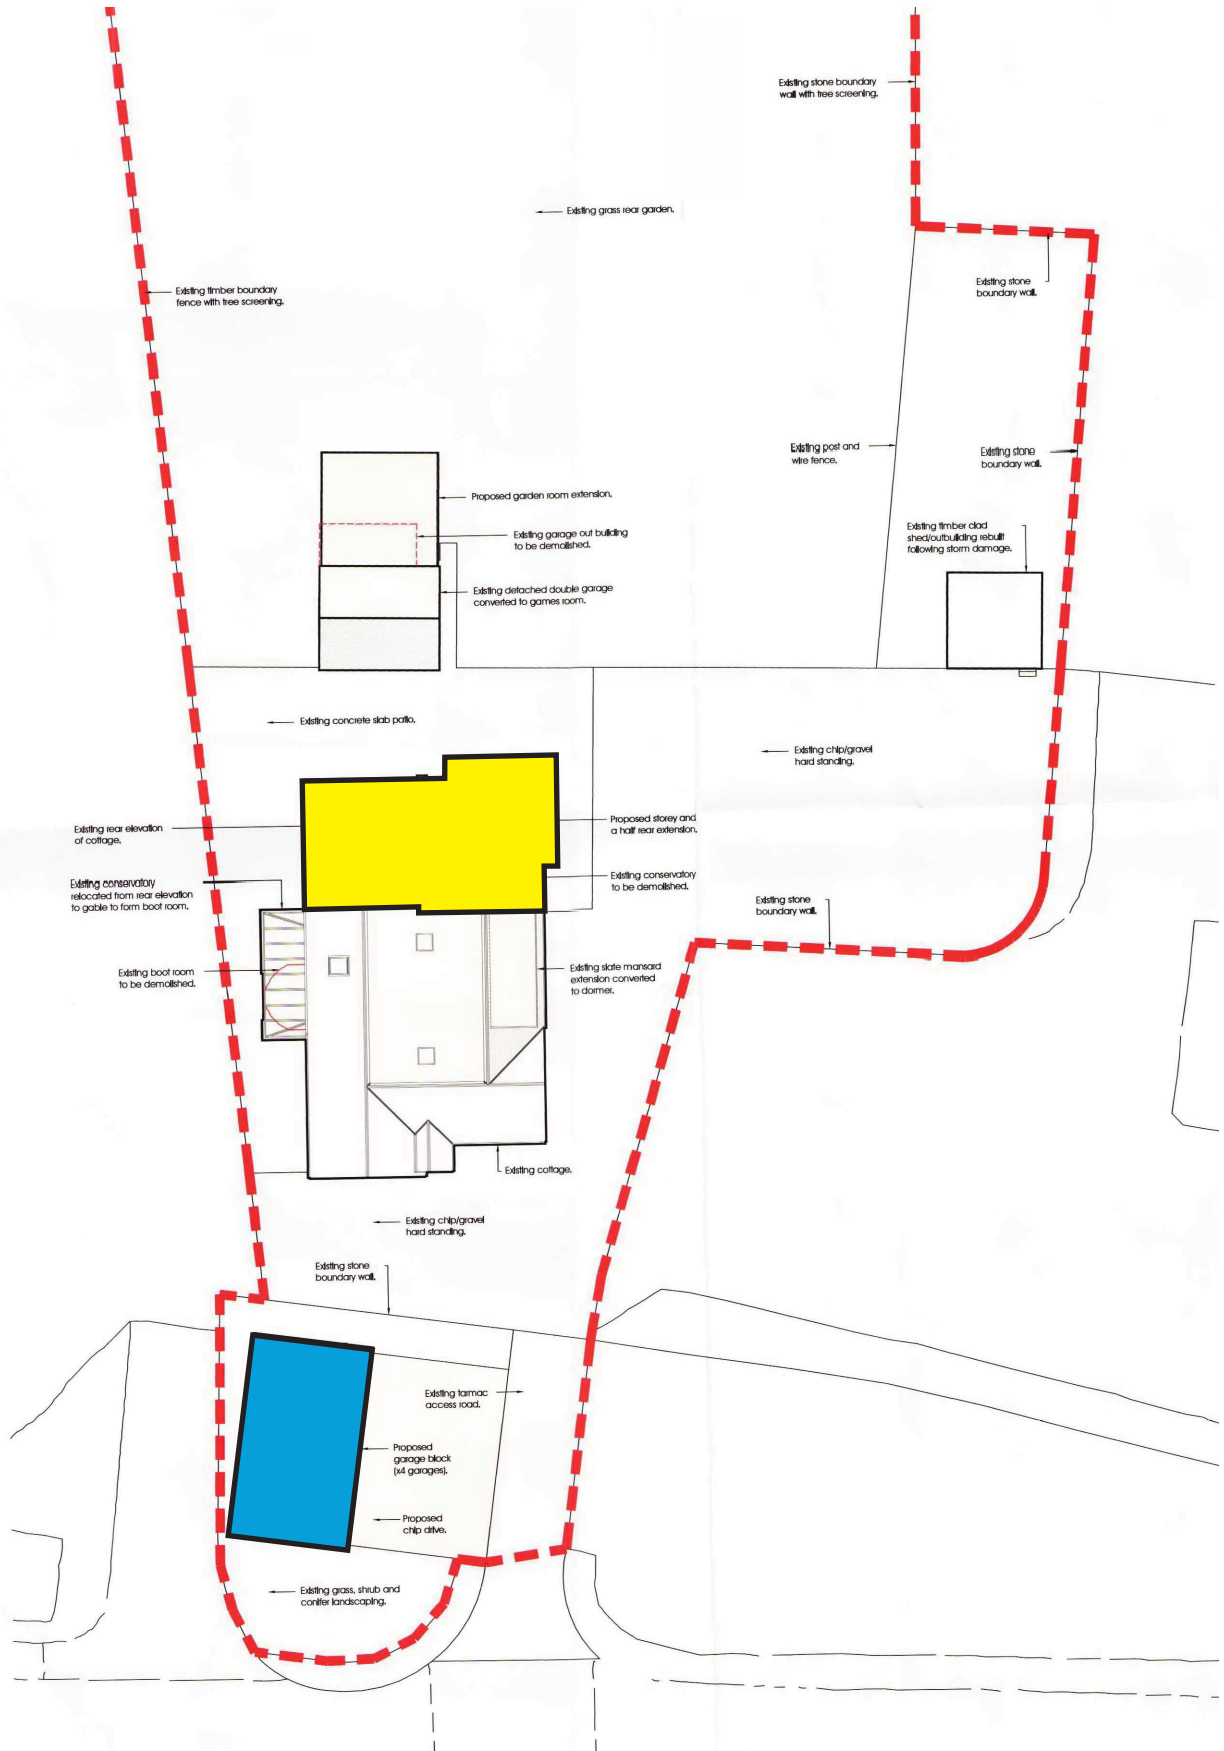 Existing stone boundary
wall with tree screening.
Existing grass rear garden.
Existing stone
boundary wall.
Existing timber boundary
fence with tree screening.
Existing post and
wire fence.
Existing stone
boundary wall.
Proposed garden room extension.
Existing garage out building
to be demolished.
Existing timber clad
shed/outbuilding rebuilt
following storm damage.
Existing detached double garage
converted to games room.
Existing concrete slab patio.
Existing chip/gravel
hard standing.
Existing rear elevation
of cottage.
Proposed storey and
a half rear extension.
Existing conservatory
relocated from rear elevation
to gable to form boot room.
Existing conservatory
to be demolished.
Existing stone
boundary wall.
Existing boot room
to be demolished.
Existing slate mansard
extension converted
to dormer.
Existing cottage.
Existing chip/gravel
hard standing.
Existing stone
boundary wall.
Existing tarmac
access road.
Proposed
garage block
(x4 garages).
Proposed
chip drive.
Existing grass, shrub and
conifer landscaping.